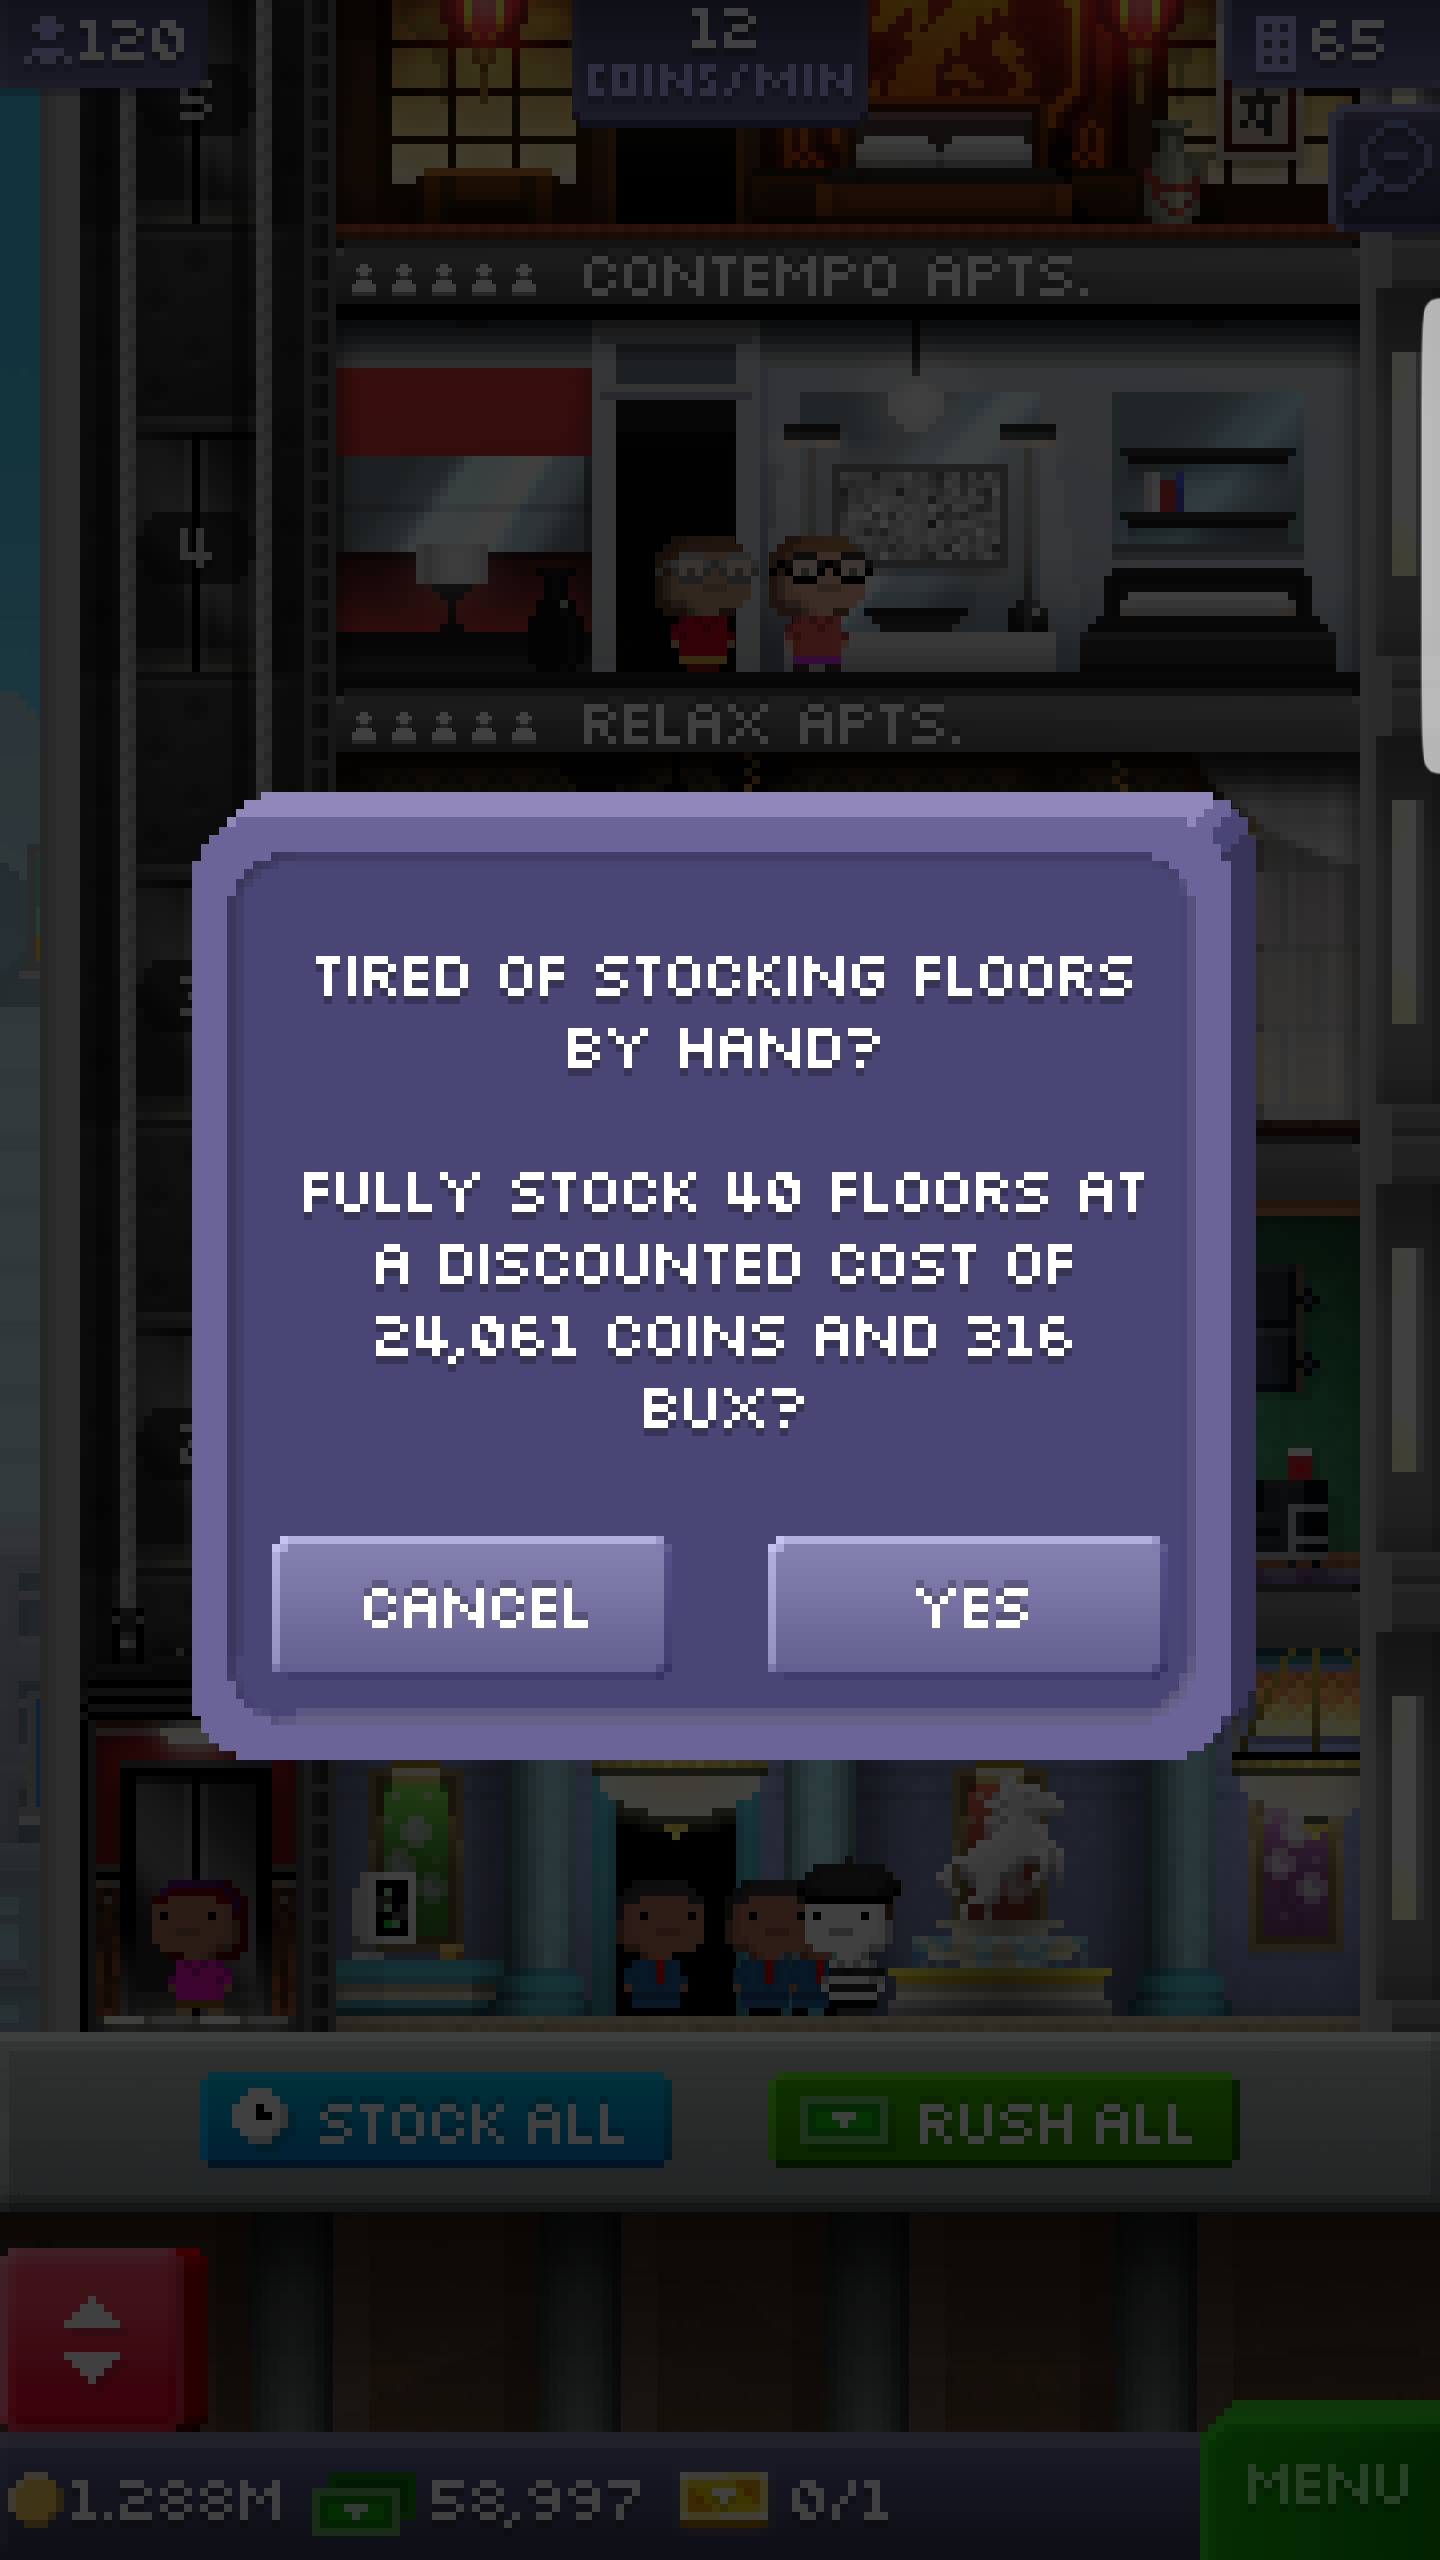 120
12
COINS/MIN
65
5
CONTEMPO APTS.
4
RELAX APTS.
TIRED OF STOCKING FLOORS
BY HAND?
FULLY STOCK 40 FLOORS AT
A DISCOUNTED COST OF
24,061 COINS AND 316
BUX?
CANCEL
YES
STOCK ALL
RUSH ALL
1.288M
58,997
0/1
MENU